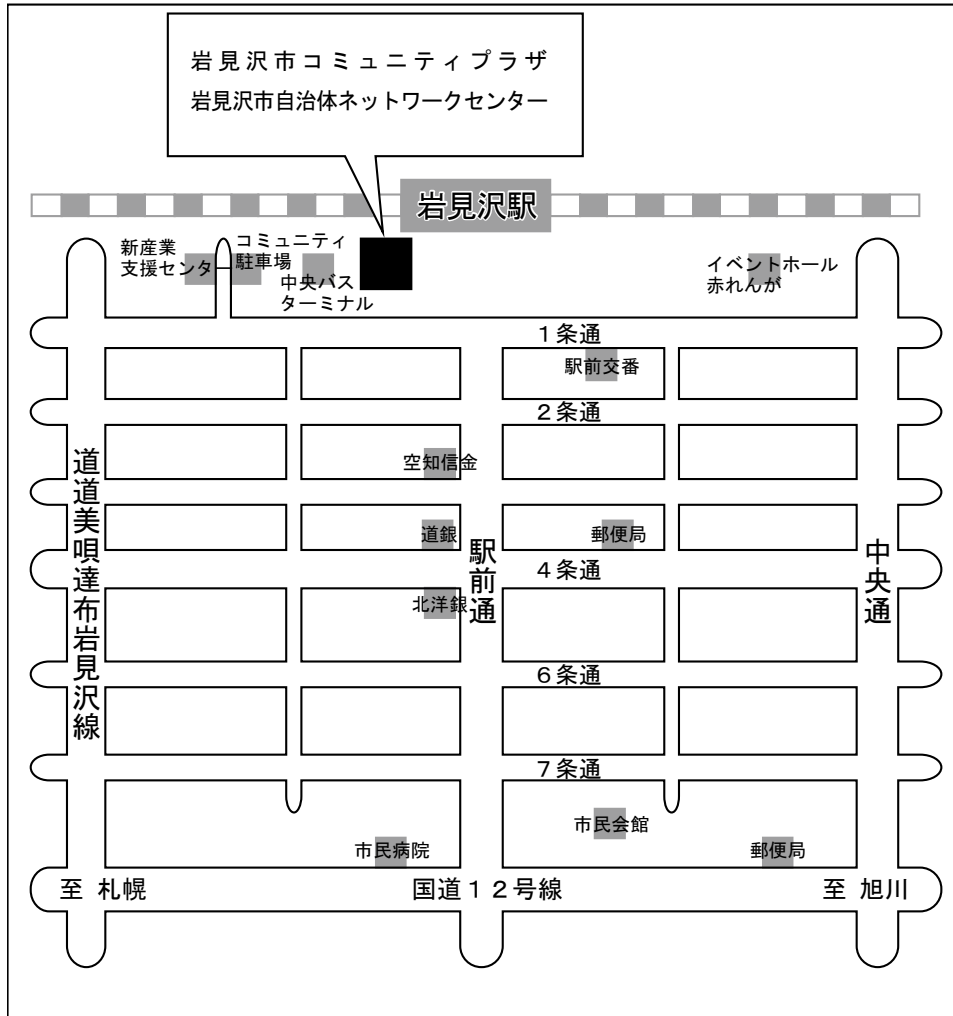 岩見沢市コミュニティプラザ
岩見沢市自治体ネットワークセンター
岩見沢駅
新産業
支援センター
コミュニティ
駐車場
中央バス
ターミナル
イベントホール
赤れんが
1条通
駅前交番
2条通
空知信金
道銀
郵便局
4条通
北洋銀
駅前通
中央通
道道美唄達布岩見沢線
6条通
7条通
市民会館
市民病院
郵便局
至 札幌
国道12号線
至 旭川